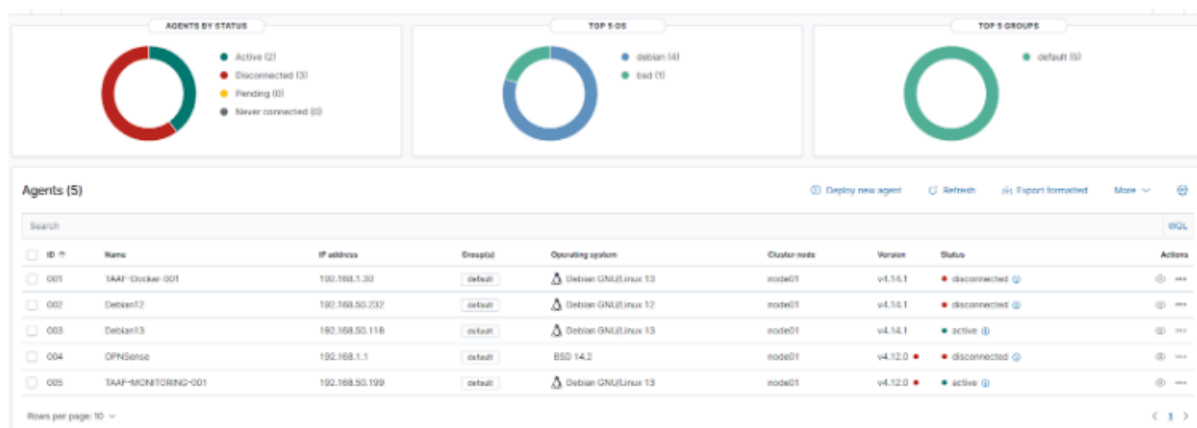 AGENTS BY STATUS
Active (2)
Disconnected (3)
Pending (0)
Never connected (0)
TOP 5 OS
debian (4)
bsd (1)
TOP 5 GROUPS
default (5)
Agents (5)
Deploy new agent Refresh Export formatted More
Search WQL
ID Name IP address Group(s) Operating system Cluster node Version Status Actions
001 TAAF-Docker-001 192.168.1.30 default Debian GNU/Linux 13 node01 v4.14.1 disconnected
002 Debian12 192.168.50.232 default Debian GNU/Linux 12 node01 v4.14.1 disconnected
003 Debian13 192.168.50.118 default Debian GNU/Linux 13 node01 v4.14.1 active
004 OPNSense 192.168.1.1 default BSD 14.2 node01 v4.12.0 disconnected
005 TAAF-MONITORING-001 192.168.50.199 default Debian GNU/Linux 13 node01 v4.12.0 active
Rows per page: 10 1